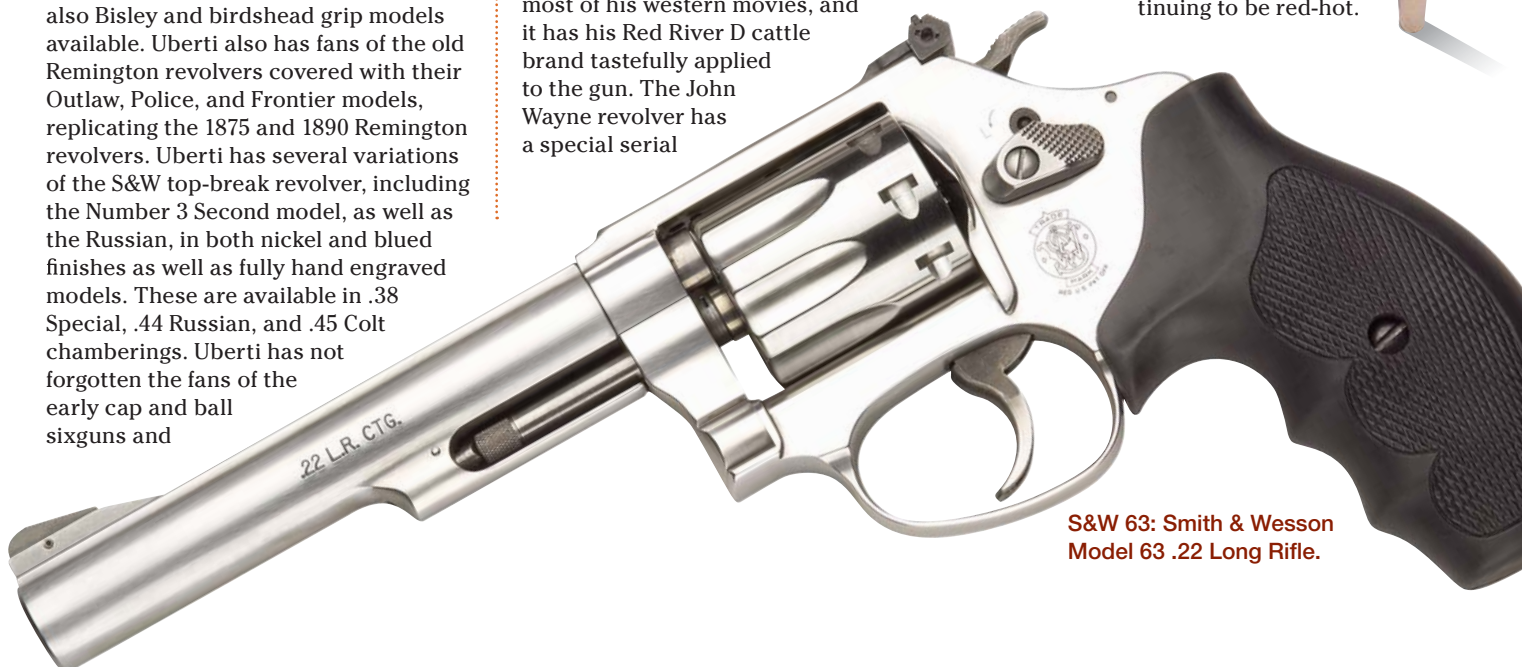 also Bisley and birdshead grip models
available. Uberti also has fans of the old
Remington revolvers covered with their
Outlaw, Police, and Frontier models,
replicating the 1875 and 1890 Remington
revolvers. Uberti has several variations
of the S&W top-break revolver, including
the Number 3 Second model, as well as
the Russian, in both nickel and blued
finishes as well as fully hand engraved
models. These are available in .38
Special, .44 Russian, and .45 Colt
chamberings. Uberti has not
forgotten the fans of the
early cap and ball
sixguns and
most of his western movies, and
it has his Red River D cattle
brand tastefully applied
to the gun. The John
Wayne revolver has
a special serial
tinuing to be red-hot.
.22 L.R. CTG.
L
TRADE
MARK
REG U.S. PAT OFF.
S&W 63: Smith & Wesson
Model 63 .22 Long Rifle.